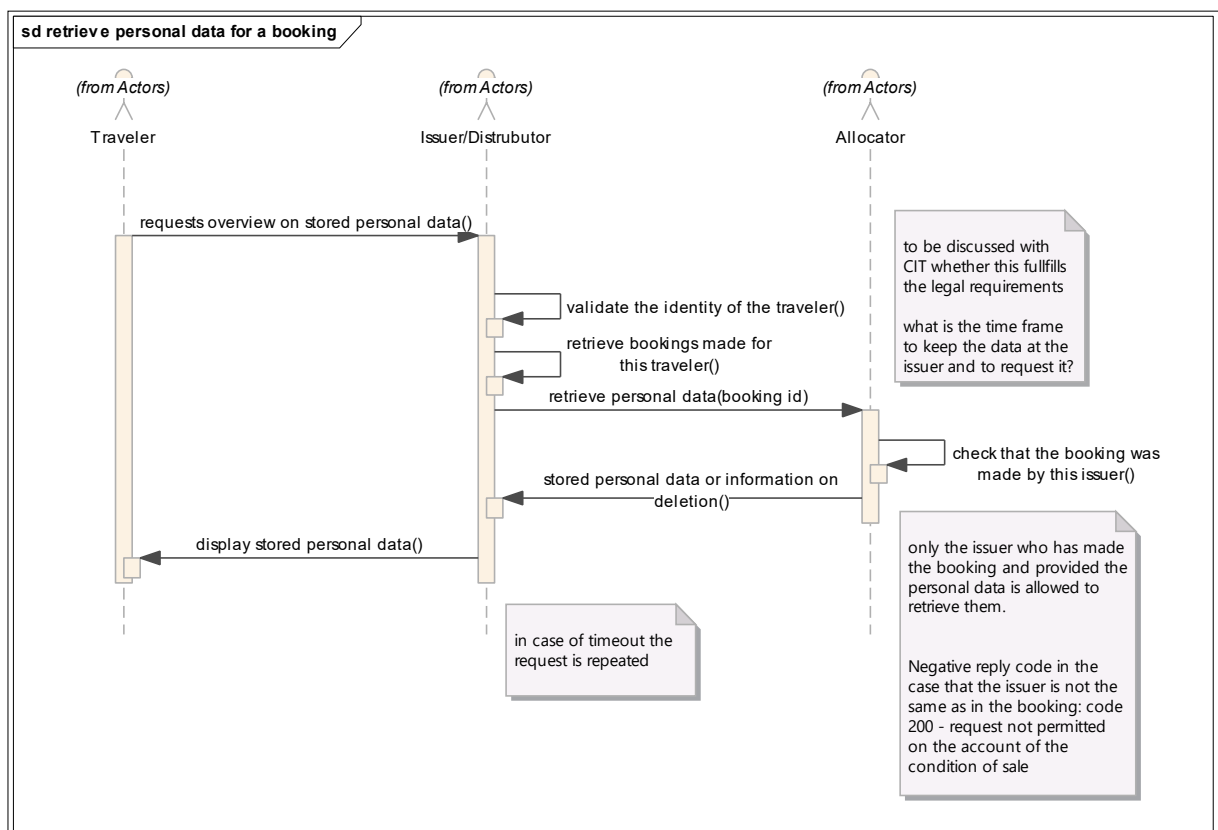 sd retrieve personal data for a booking
(from Actors)
(from Actors)
(from Actors)
Traveler
Issuer/Distrubutor
Allocator
requests overview on stored personal data()
to be discussed with
CIT whether this fullfills
the legal requirements
what is the time frame
to keep the data at the
issuer and to request it?
validate the identity of the traveler()
retrieve bookings made for
this traveler()
retrieve personal data(booking id)
check that the booking was
made by this issuer()
stored personal data or information on
deletion()
display stored personal data()
only the issuer who has made
the booking and provided the
personal data is allowed to
retrieve them.
Negative reply code in the
case that the issuer is not the
same as in the booking: code
200 - request not permitted
on the account of the
condition of sale
in case of timeout the
request is repeated